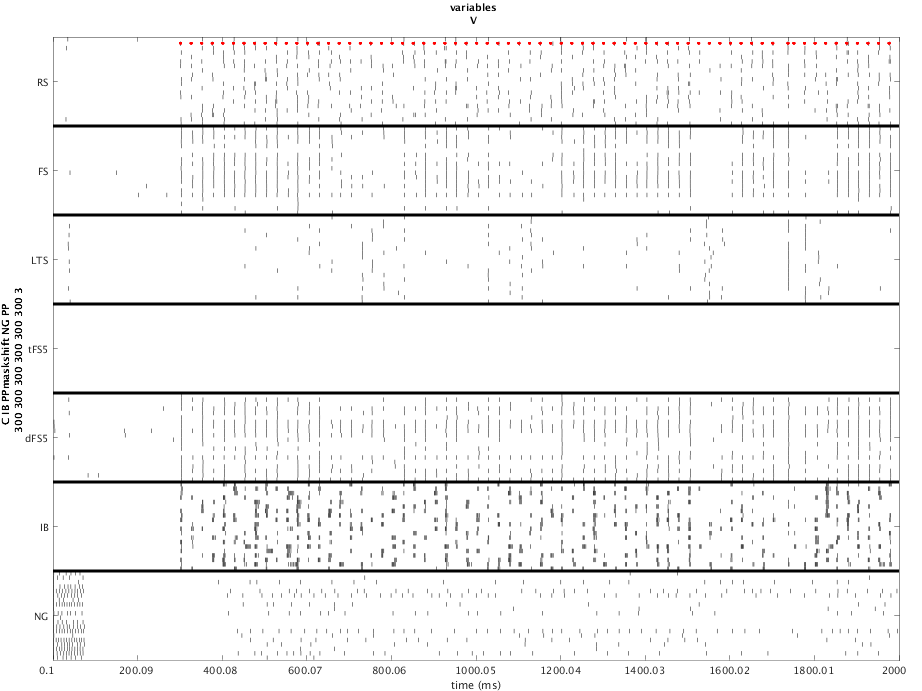 variables
V
RS
FS
LTS
tFS5
dFS5
IB
NG
C IB PPmaskshift NG PP
300 300 300 300 300 300 3
0.1 200.09 400.08 600.07 800.06 1000.05 1200.04 1400.03 1600.02 1800.01 2000
time (ms)